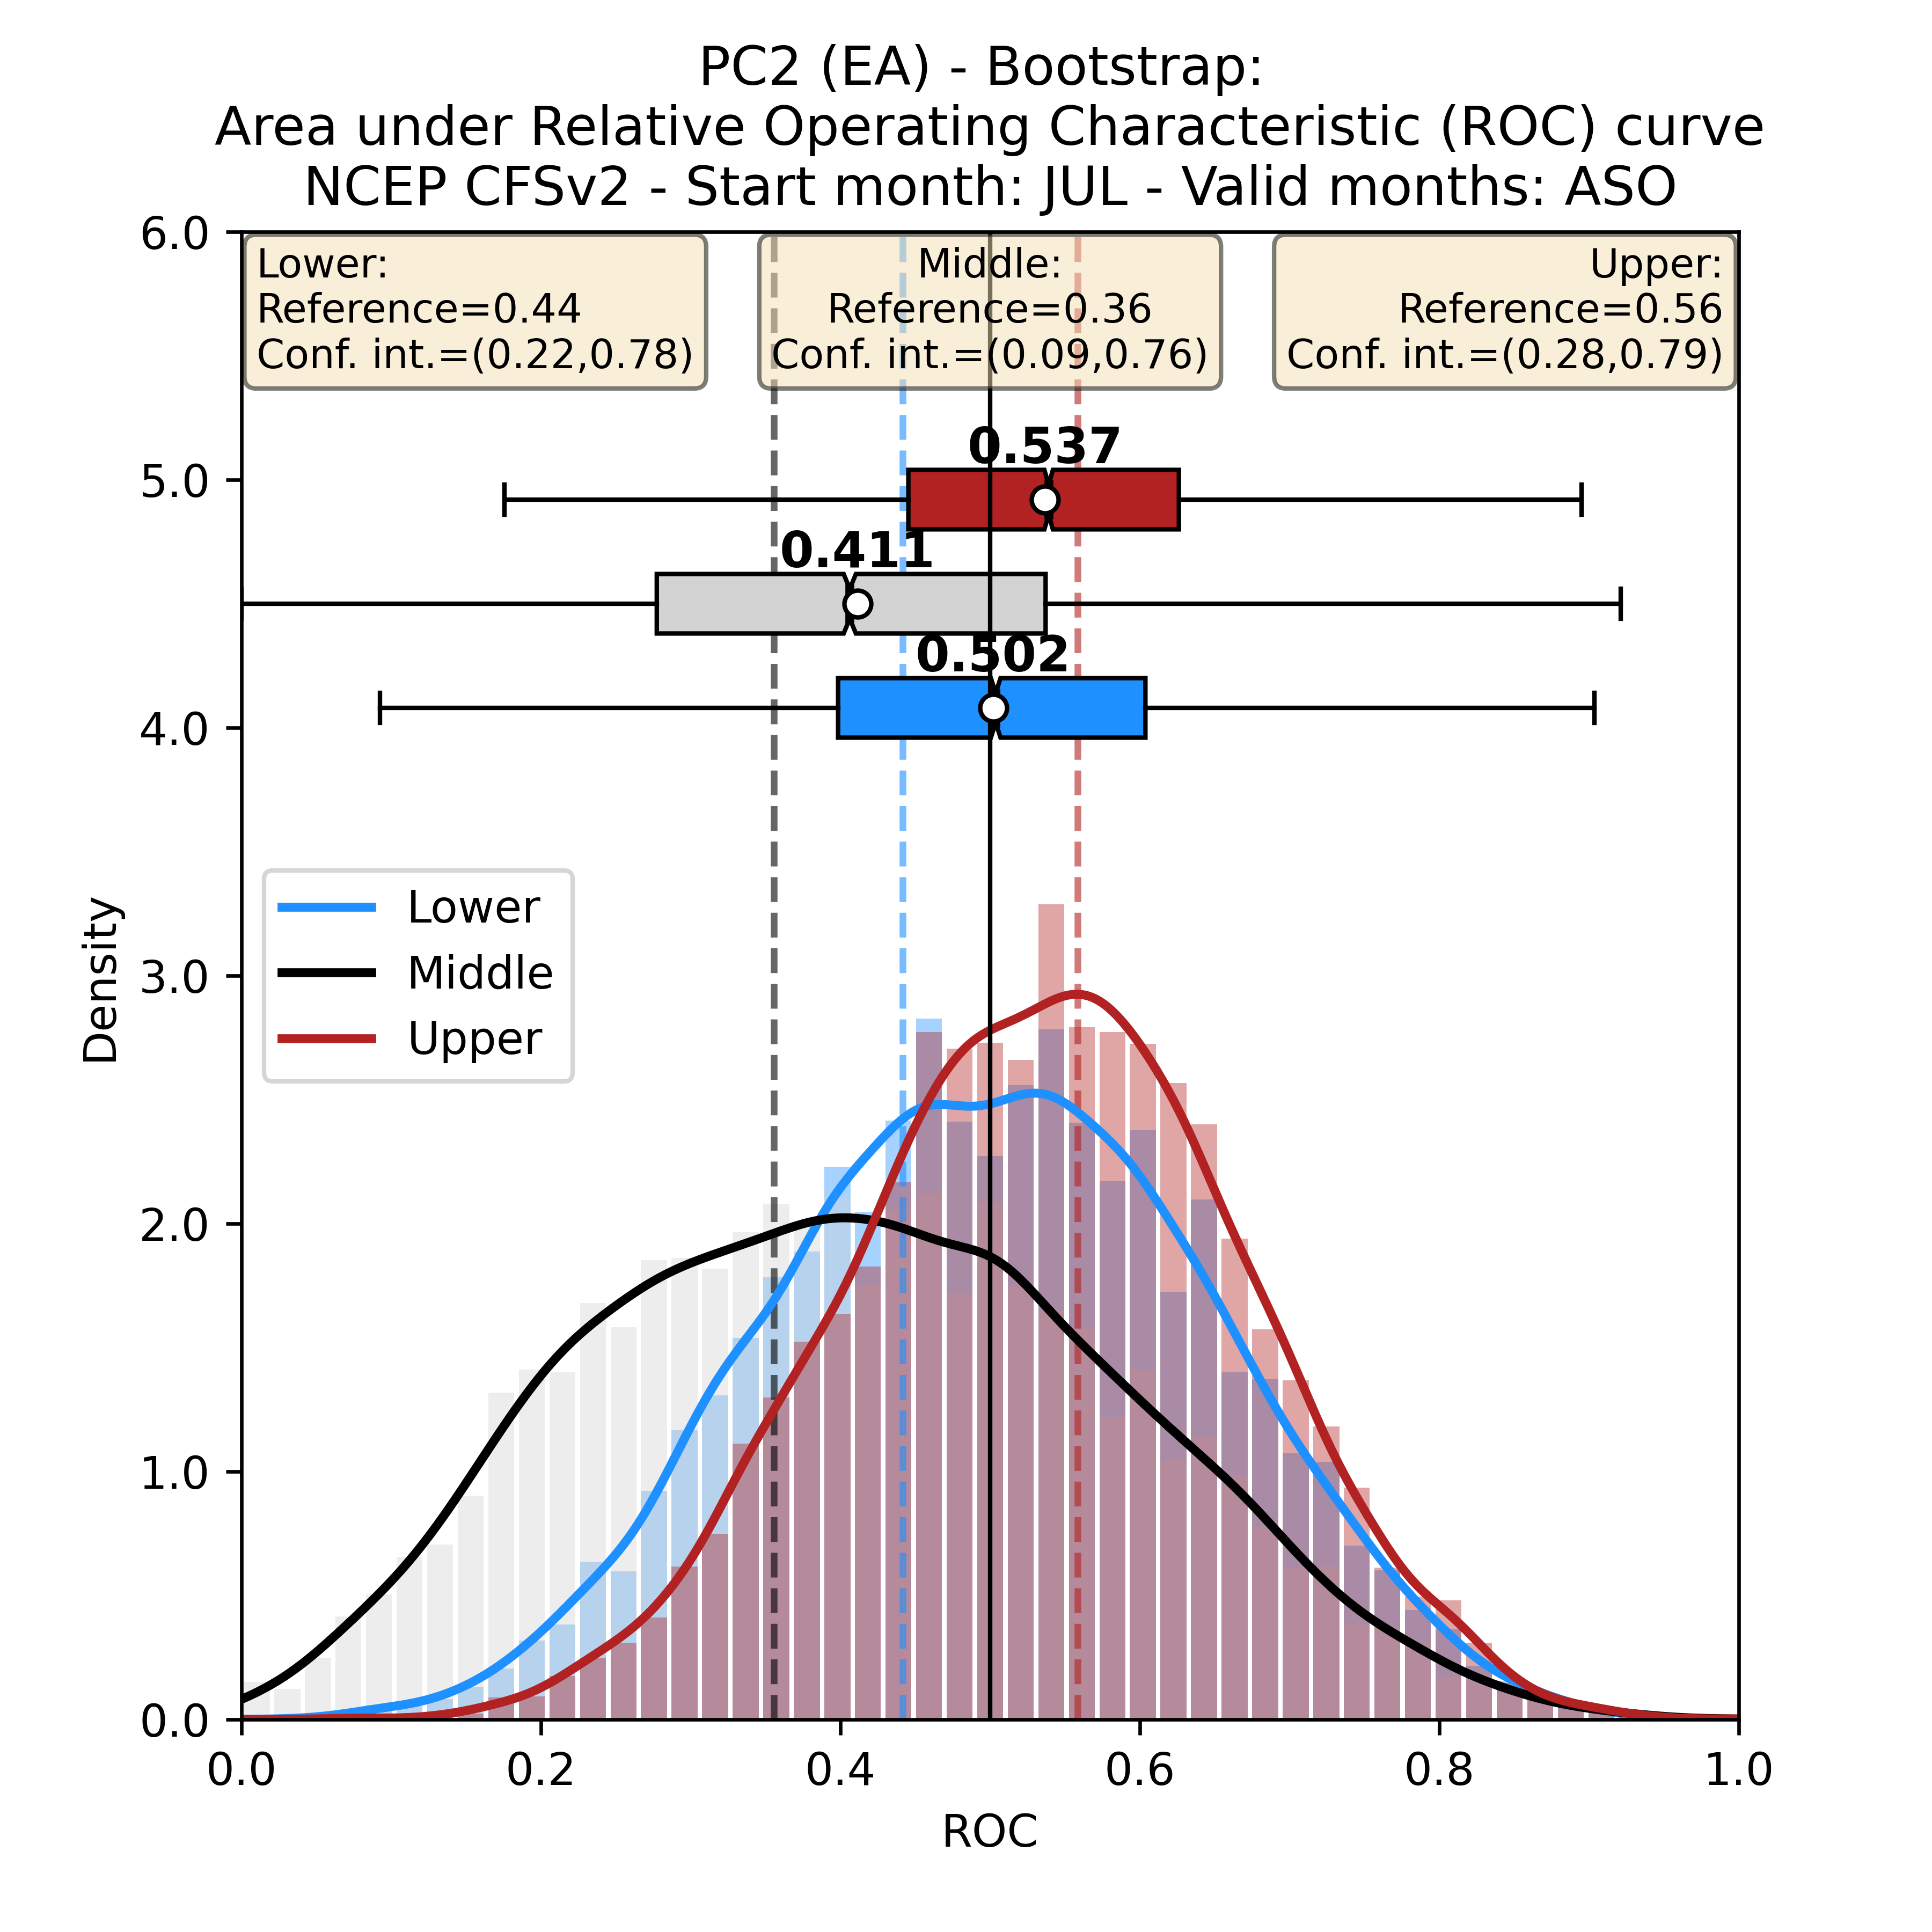 PC2 (EA) - Bootstrap:
Area under Relative Operating Characteristic (ROC) curve
NCEP CFSv2 - Start month: JUL - Valid months: ASO
Lower:
Reference=0.44
Conf. int.=(0.22,0.78)
Middle:
Reference=0.36
Conf. int.=(0.09,0.76)
Upper:
Reference=0.56
Conf. int.=(0.28,0.79)
0.537
0.411
0.502
6.0
5.0
4.0
3.0
2.0
1.0
0.0
Density
Lower
Middle
Upper
0.0
0.2
0.4
0.6
0.8
1.0
ROC